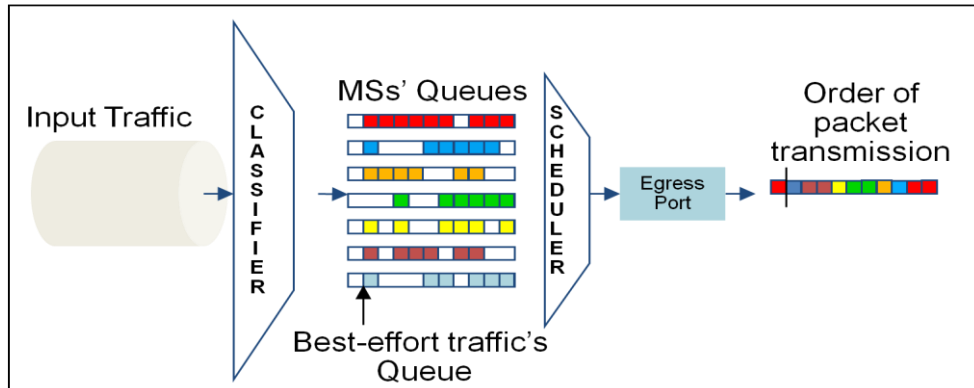 Input Traffic
CLASSIFIER
MSs' Queues
SCHEDULER
Egress
Port
Order of
packet
transmission
Best-effort traffic's
Queue